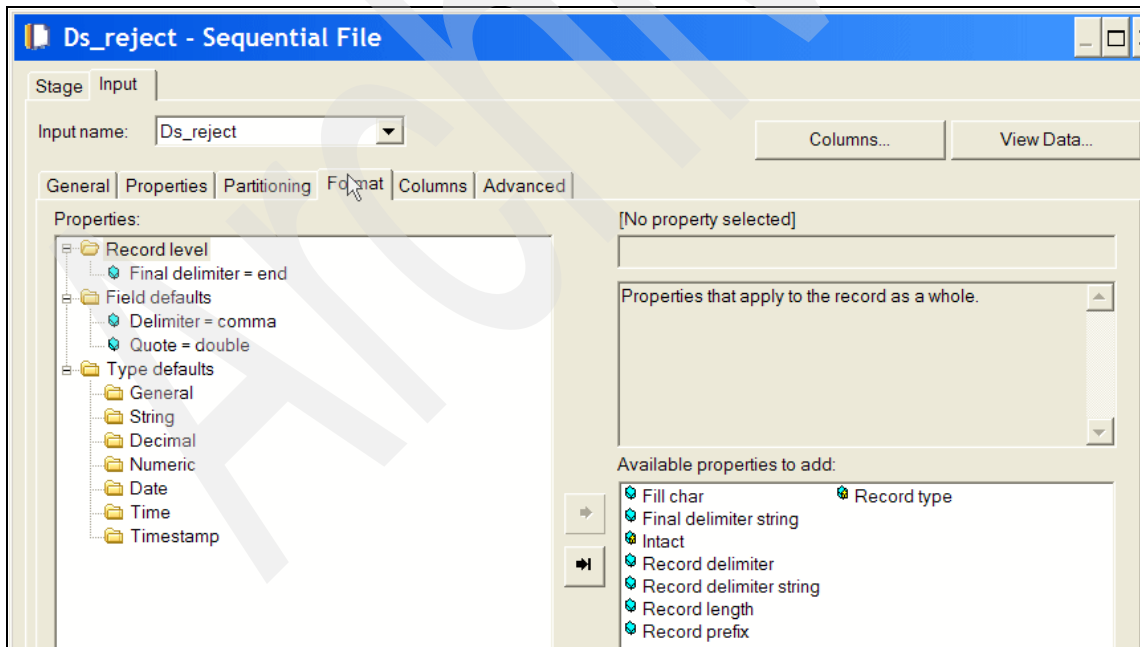 Ds_reject - Sequential File
Stage Input
Input name: Ds_reject
Columns... View Data...
General Properties Partitioning Format Columns Advanced
Properties:
Record level
Final delimiter = end
Field defaults
Delimiter = comma
Quote = double
Type defaults
General
String
Decimal
Numeric
Date
Time
Timestamp
[No property selected]
Properties that apply to the record as a whole.
Available properties to add:
Fill char Record type
Final delimiter string
Intact
Record delimiter
Record delimiter string
Record length
Record prefix